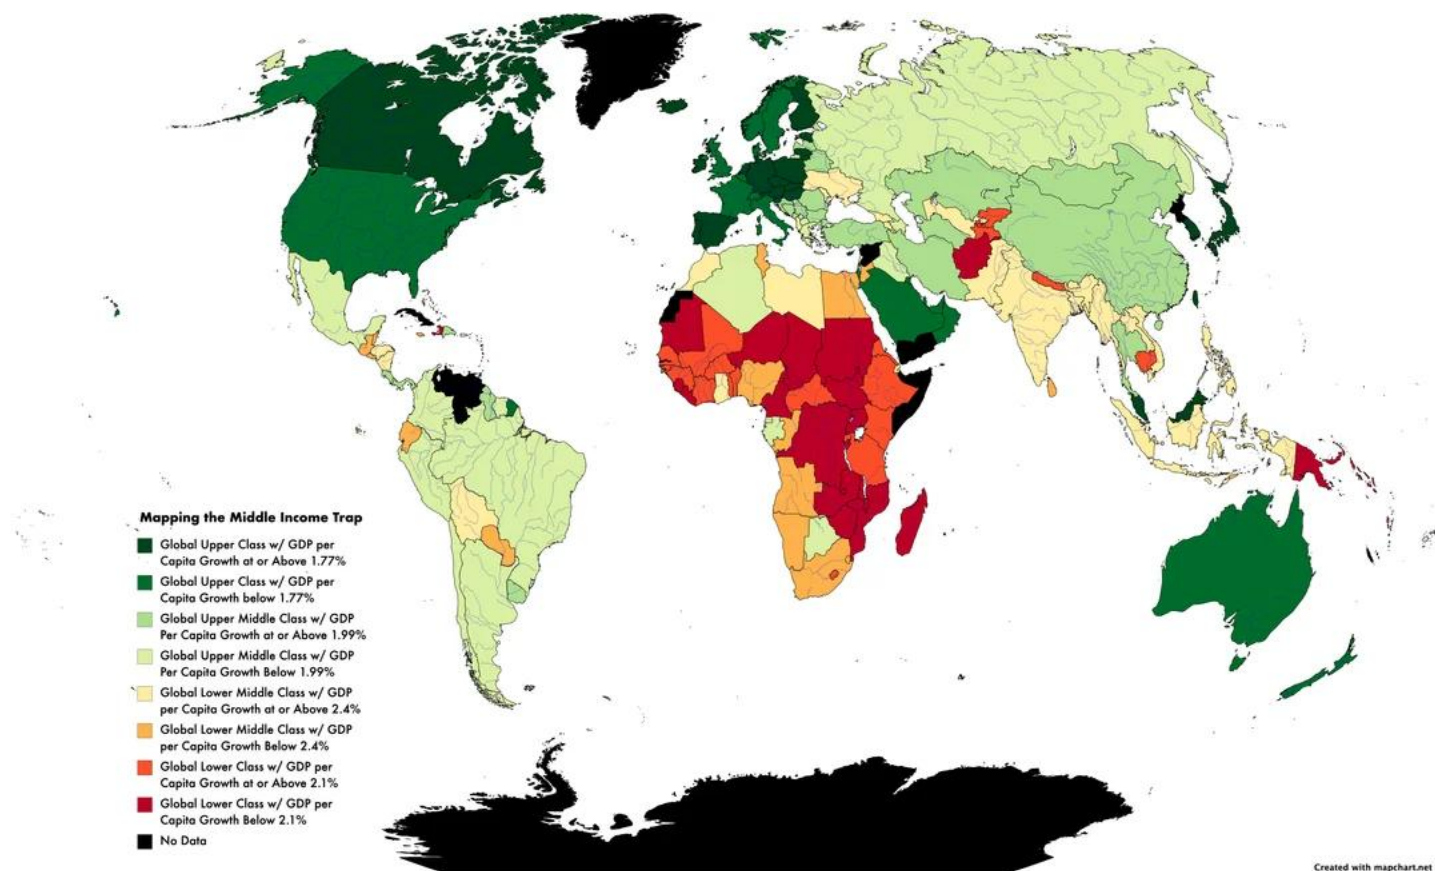 Mapping the Middle Income Trap
Global Upper Class w/ GDP per
Capita Growth at or Above 1.77%
Global Upper Class w/ GDP per
Capita Growth below 1.77%
Global Upper Middle Class w/ GDP
Per Capita Growth at or Above 1.99%
Global Upper Middle Class w/ GDP
Per Capita Growth Below 1.99%
Global Lower Middle Class w/ GDP
per Capita Growth at or Above 2.4%
Global Lower Middle Class w/ GDP
per Capita Growth Below 2.4%
Global Lower Class w/ GDP per
Capita Growth at or Above 2.1%
Global Lower Class w/ GDP per
Capita Growth Below 2.1%
No Data
Created with mapchart.net